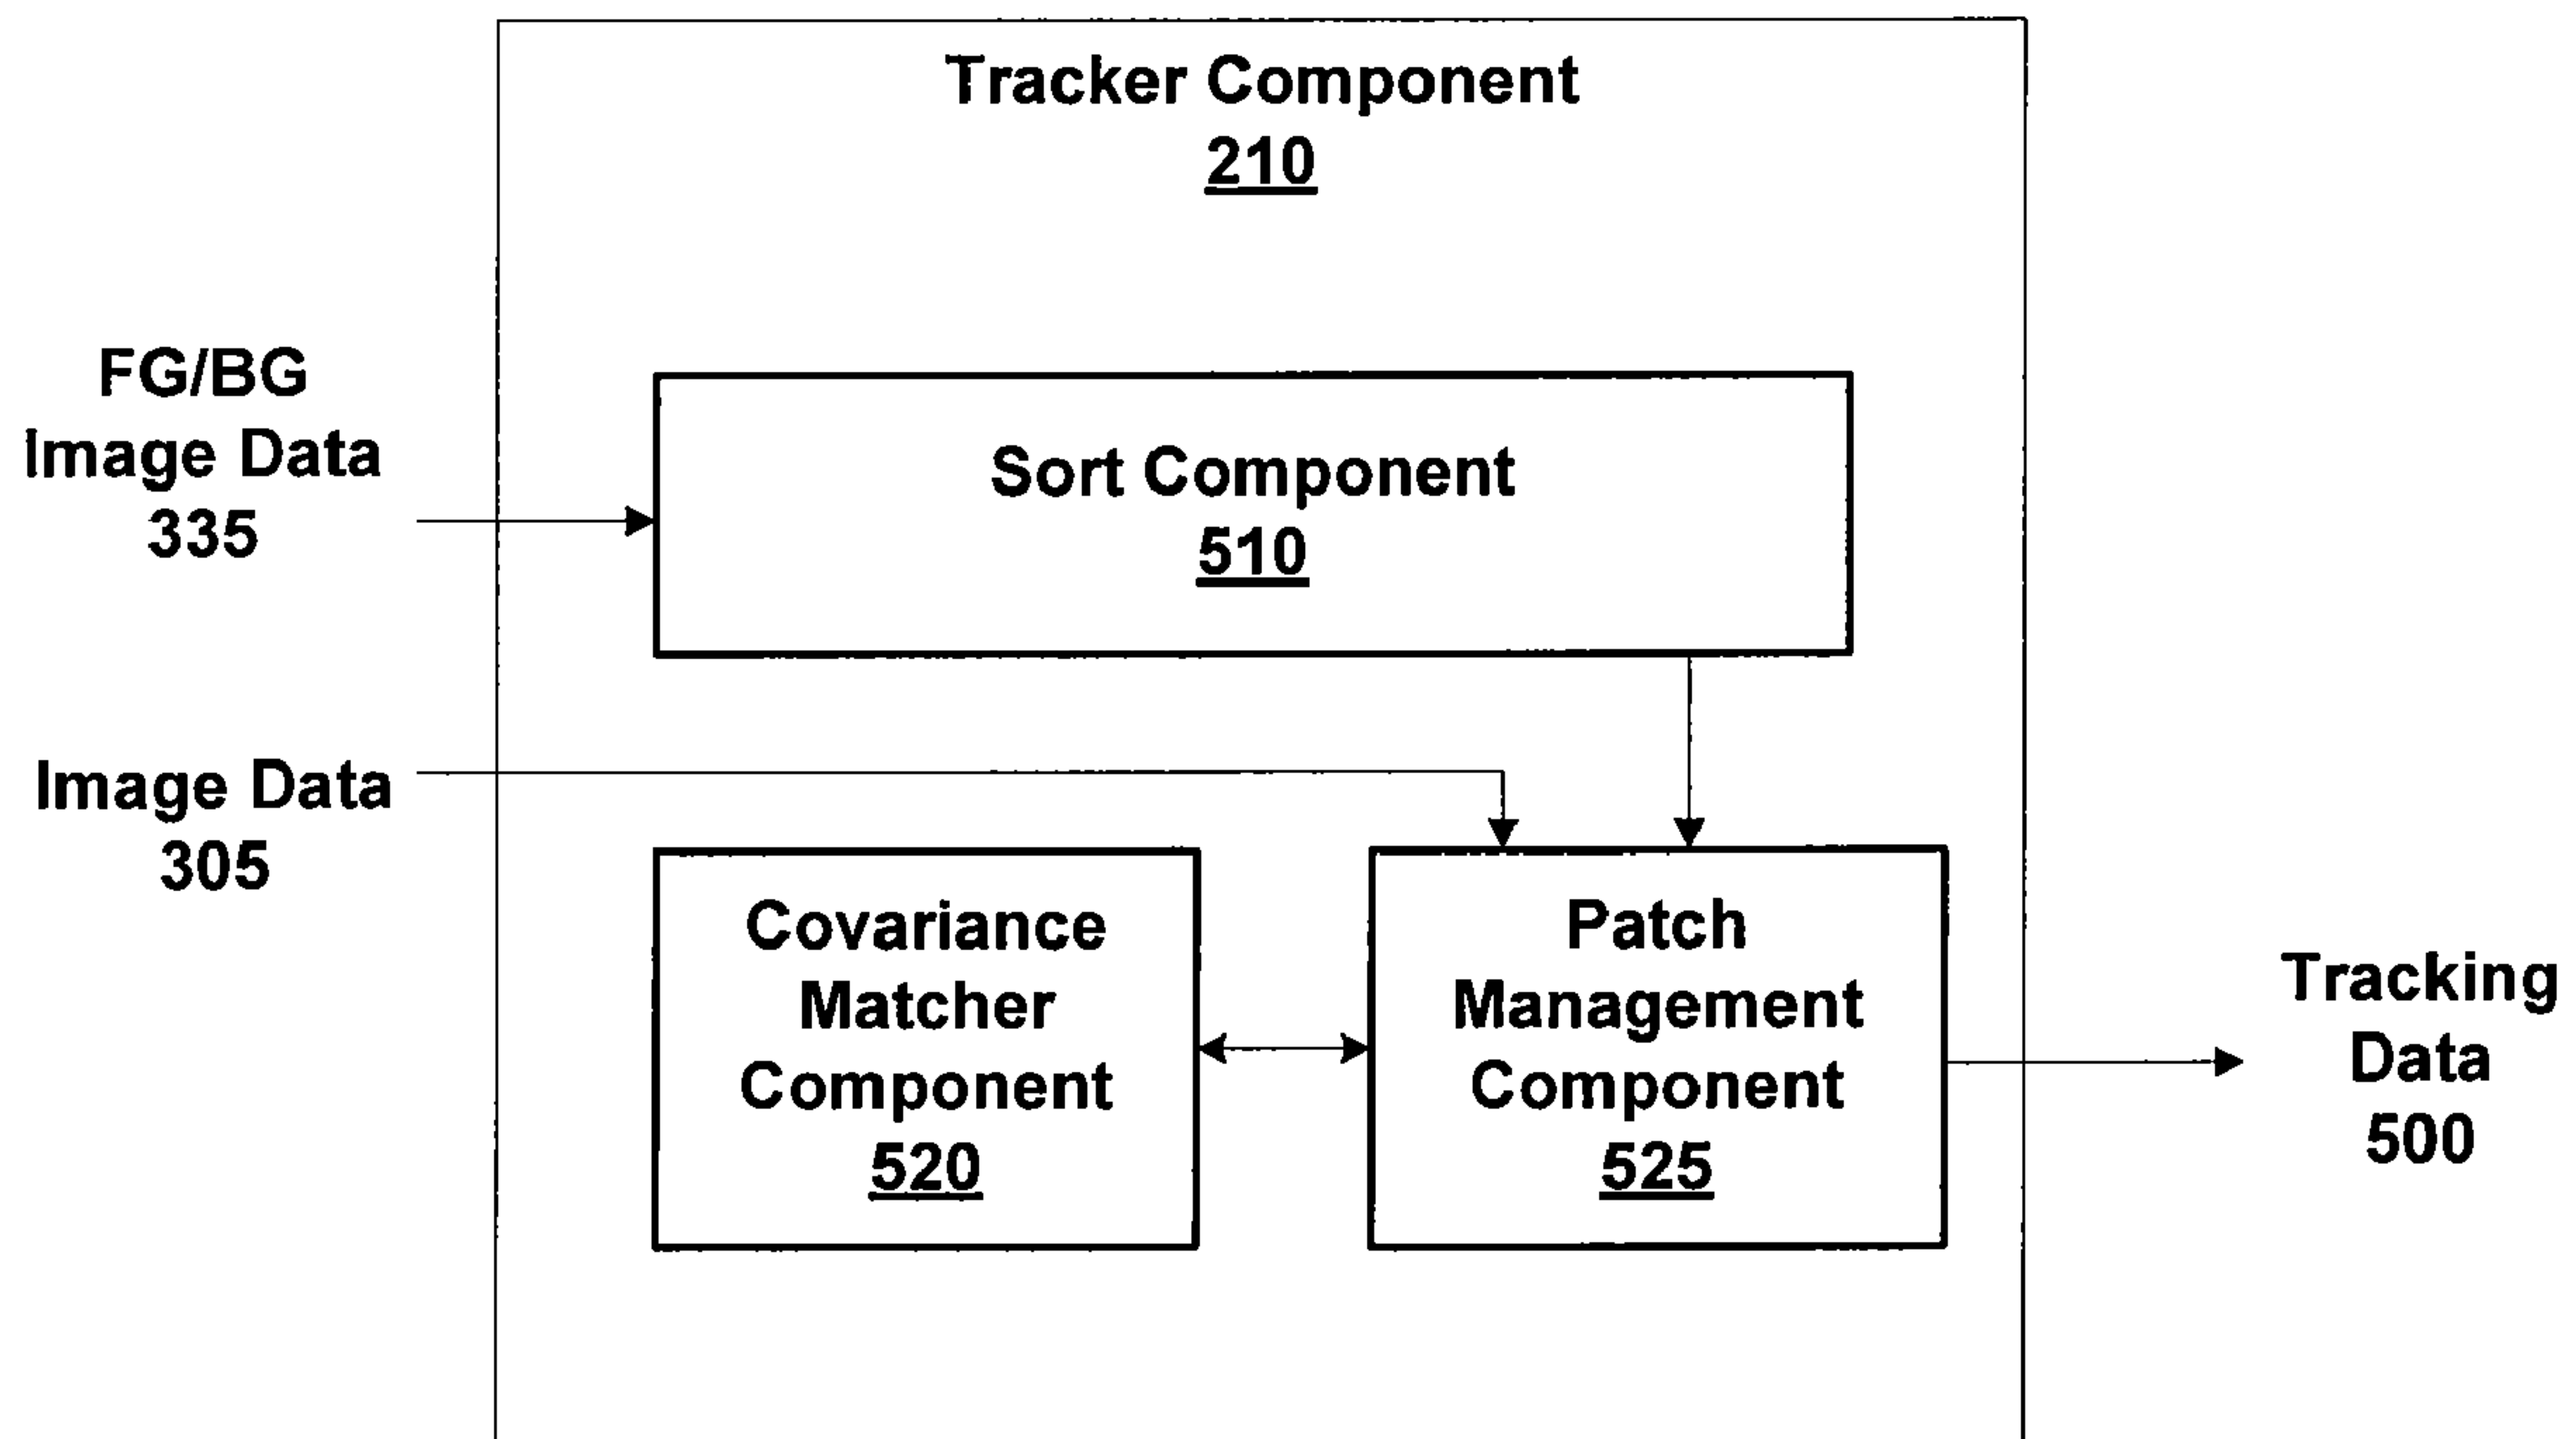 Tracker Component
210
FG/BG
Image Data
335
Sort Component
510
Image Data
305
Covariance
Matcher
Component
520
Patch
Management
Component
525
Tracking
Data
500